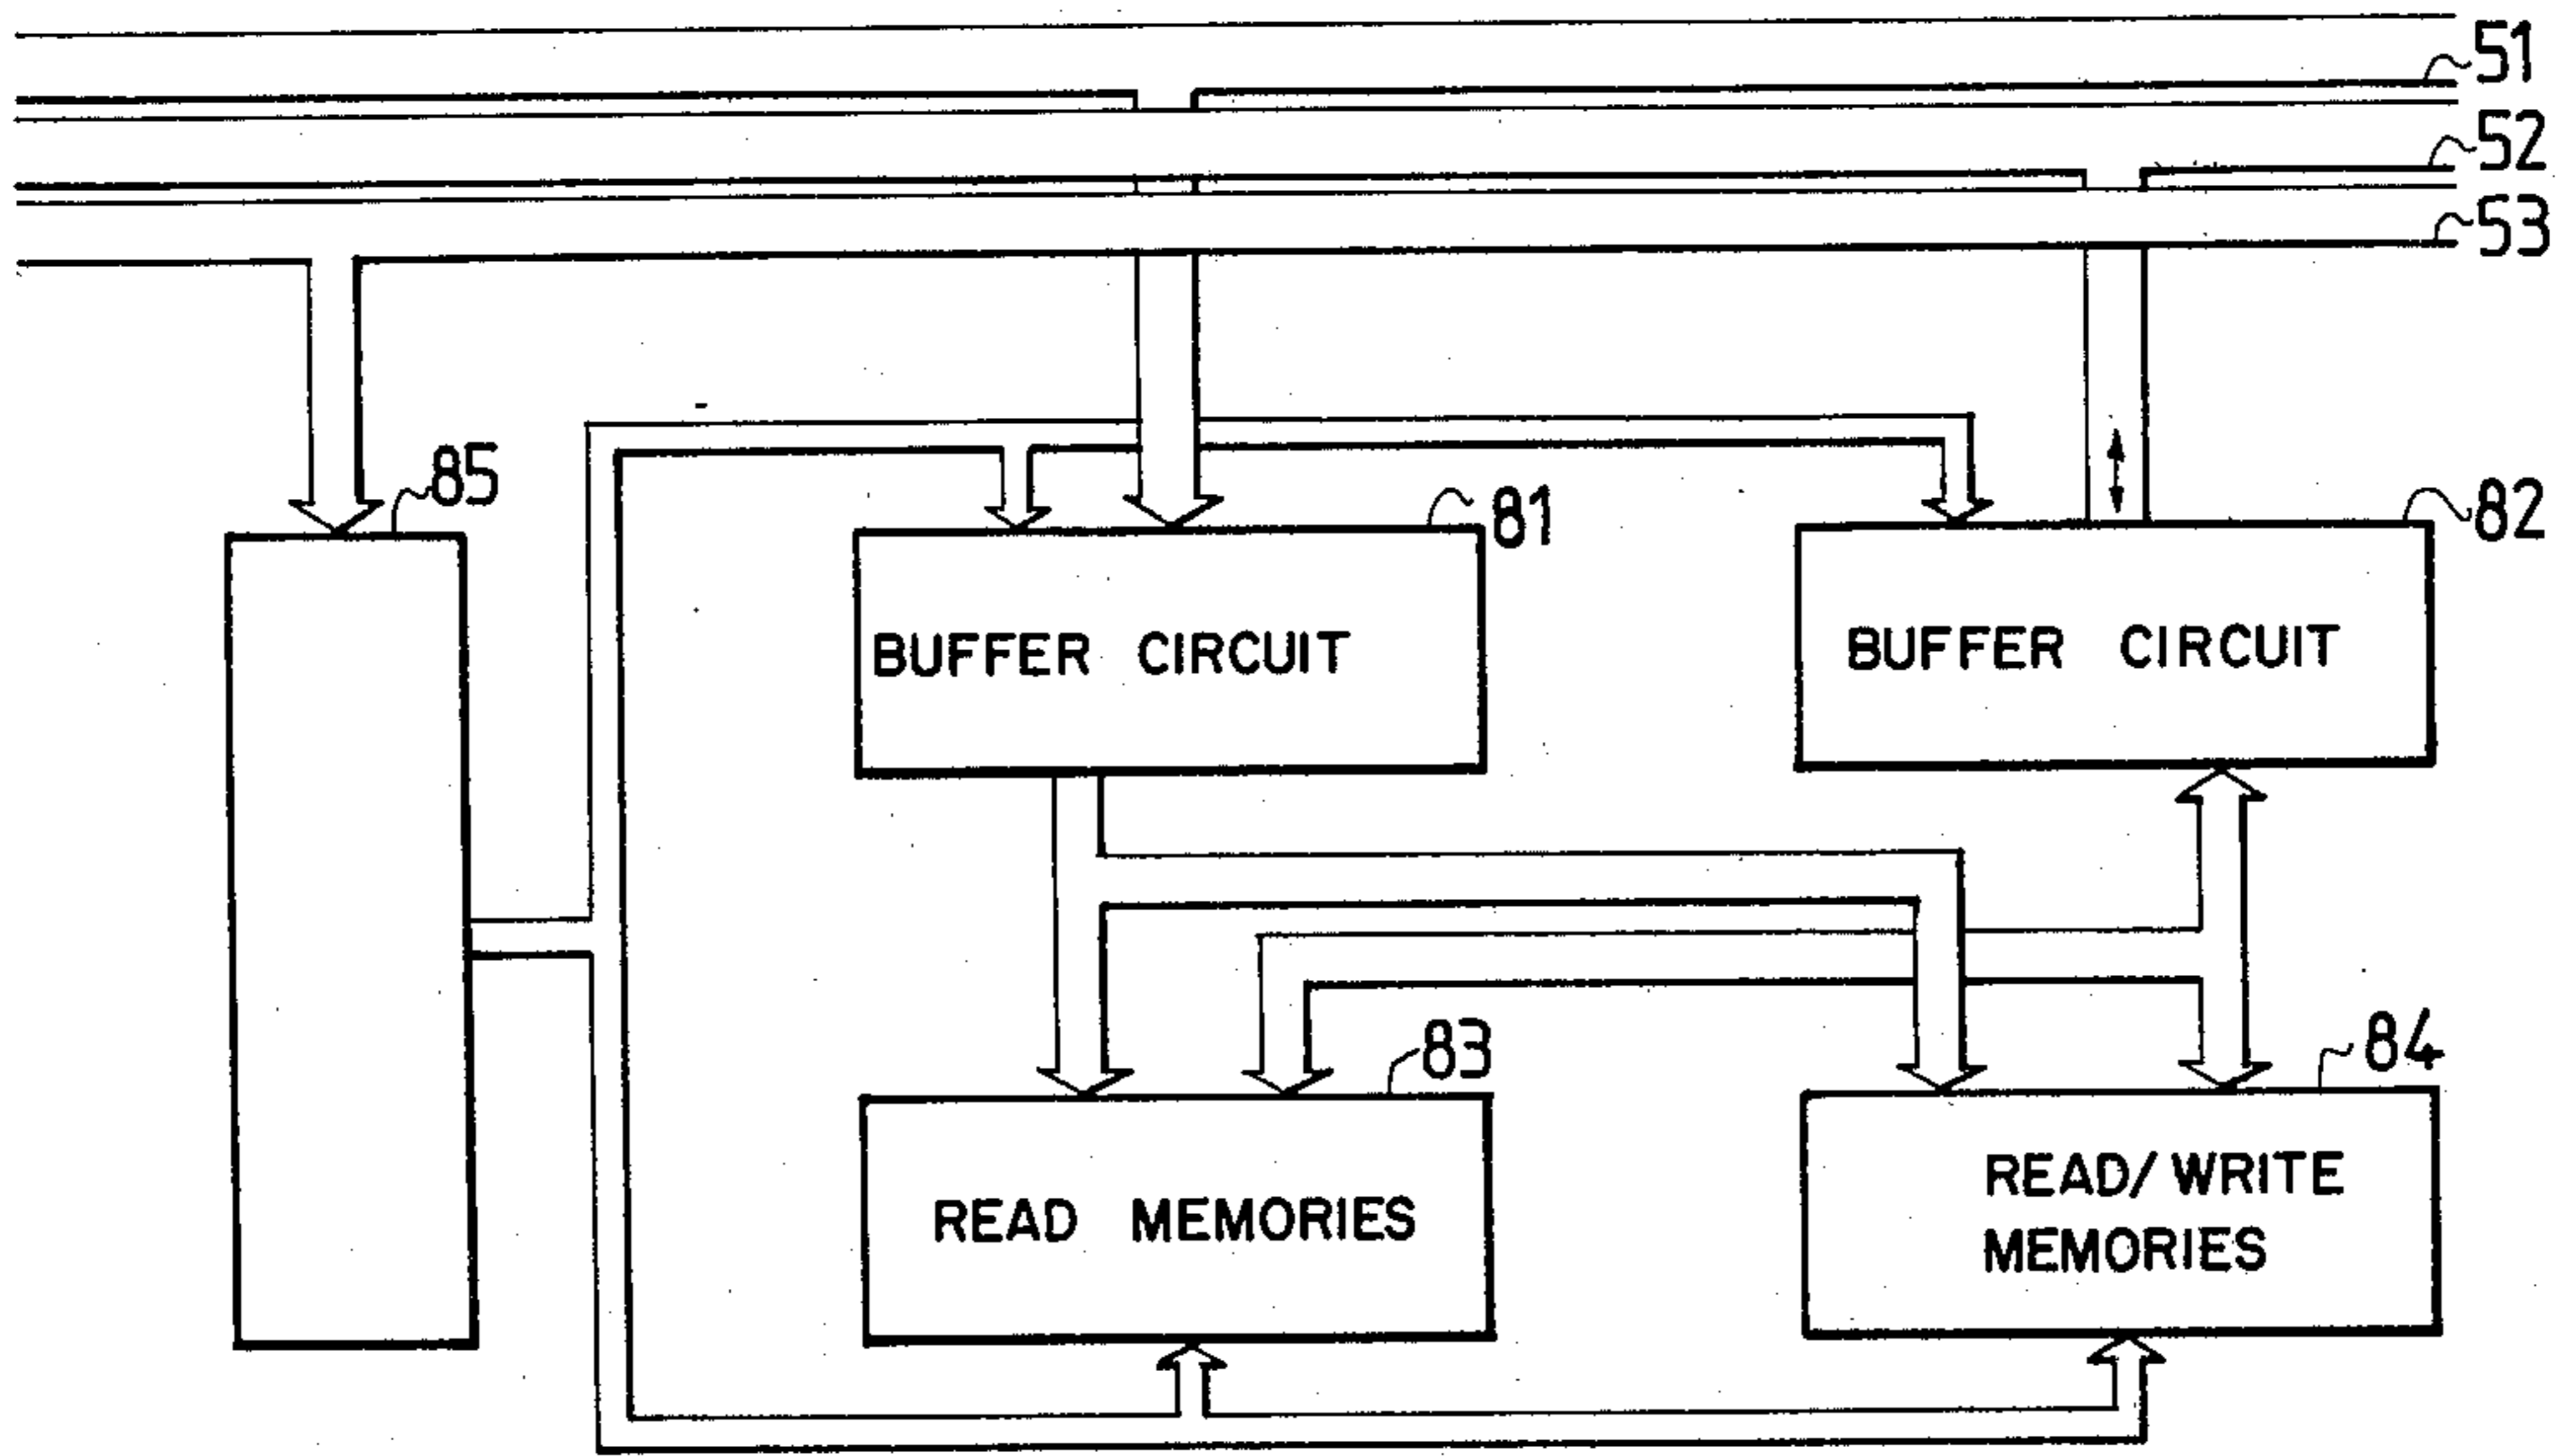 51
52
53
85
81
82
BUFFER CIRCUIT
BUFFER CIRCUIT
83
84
READ MEMORIES
READ/WRITE
MEMORIES